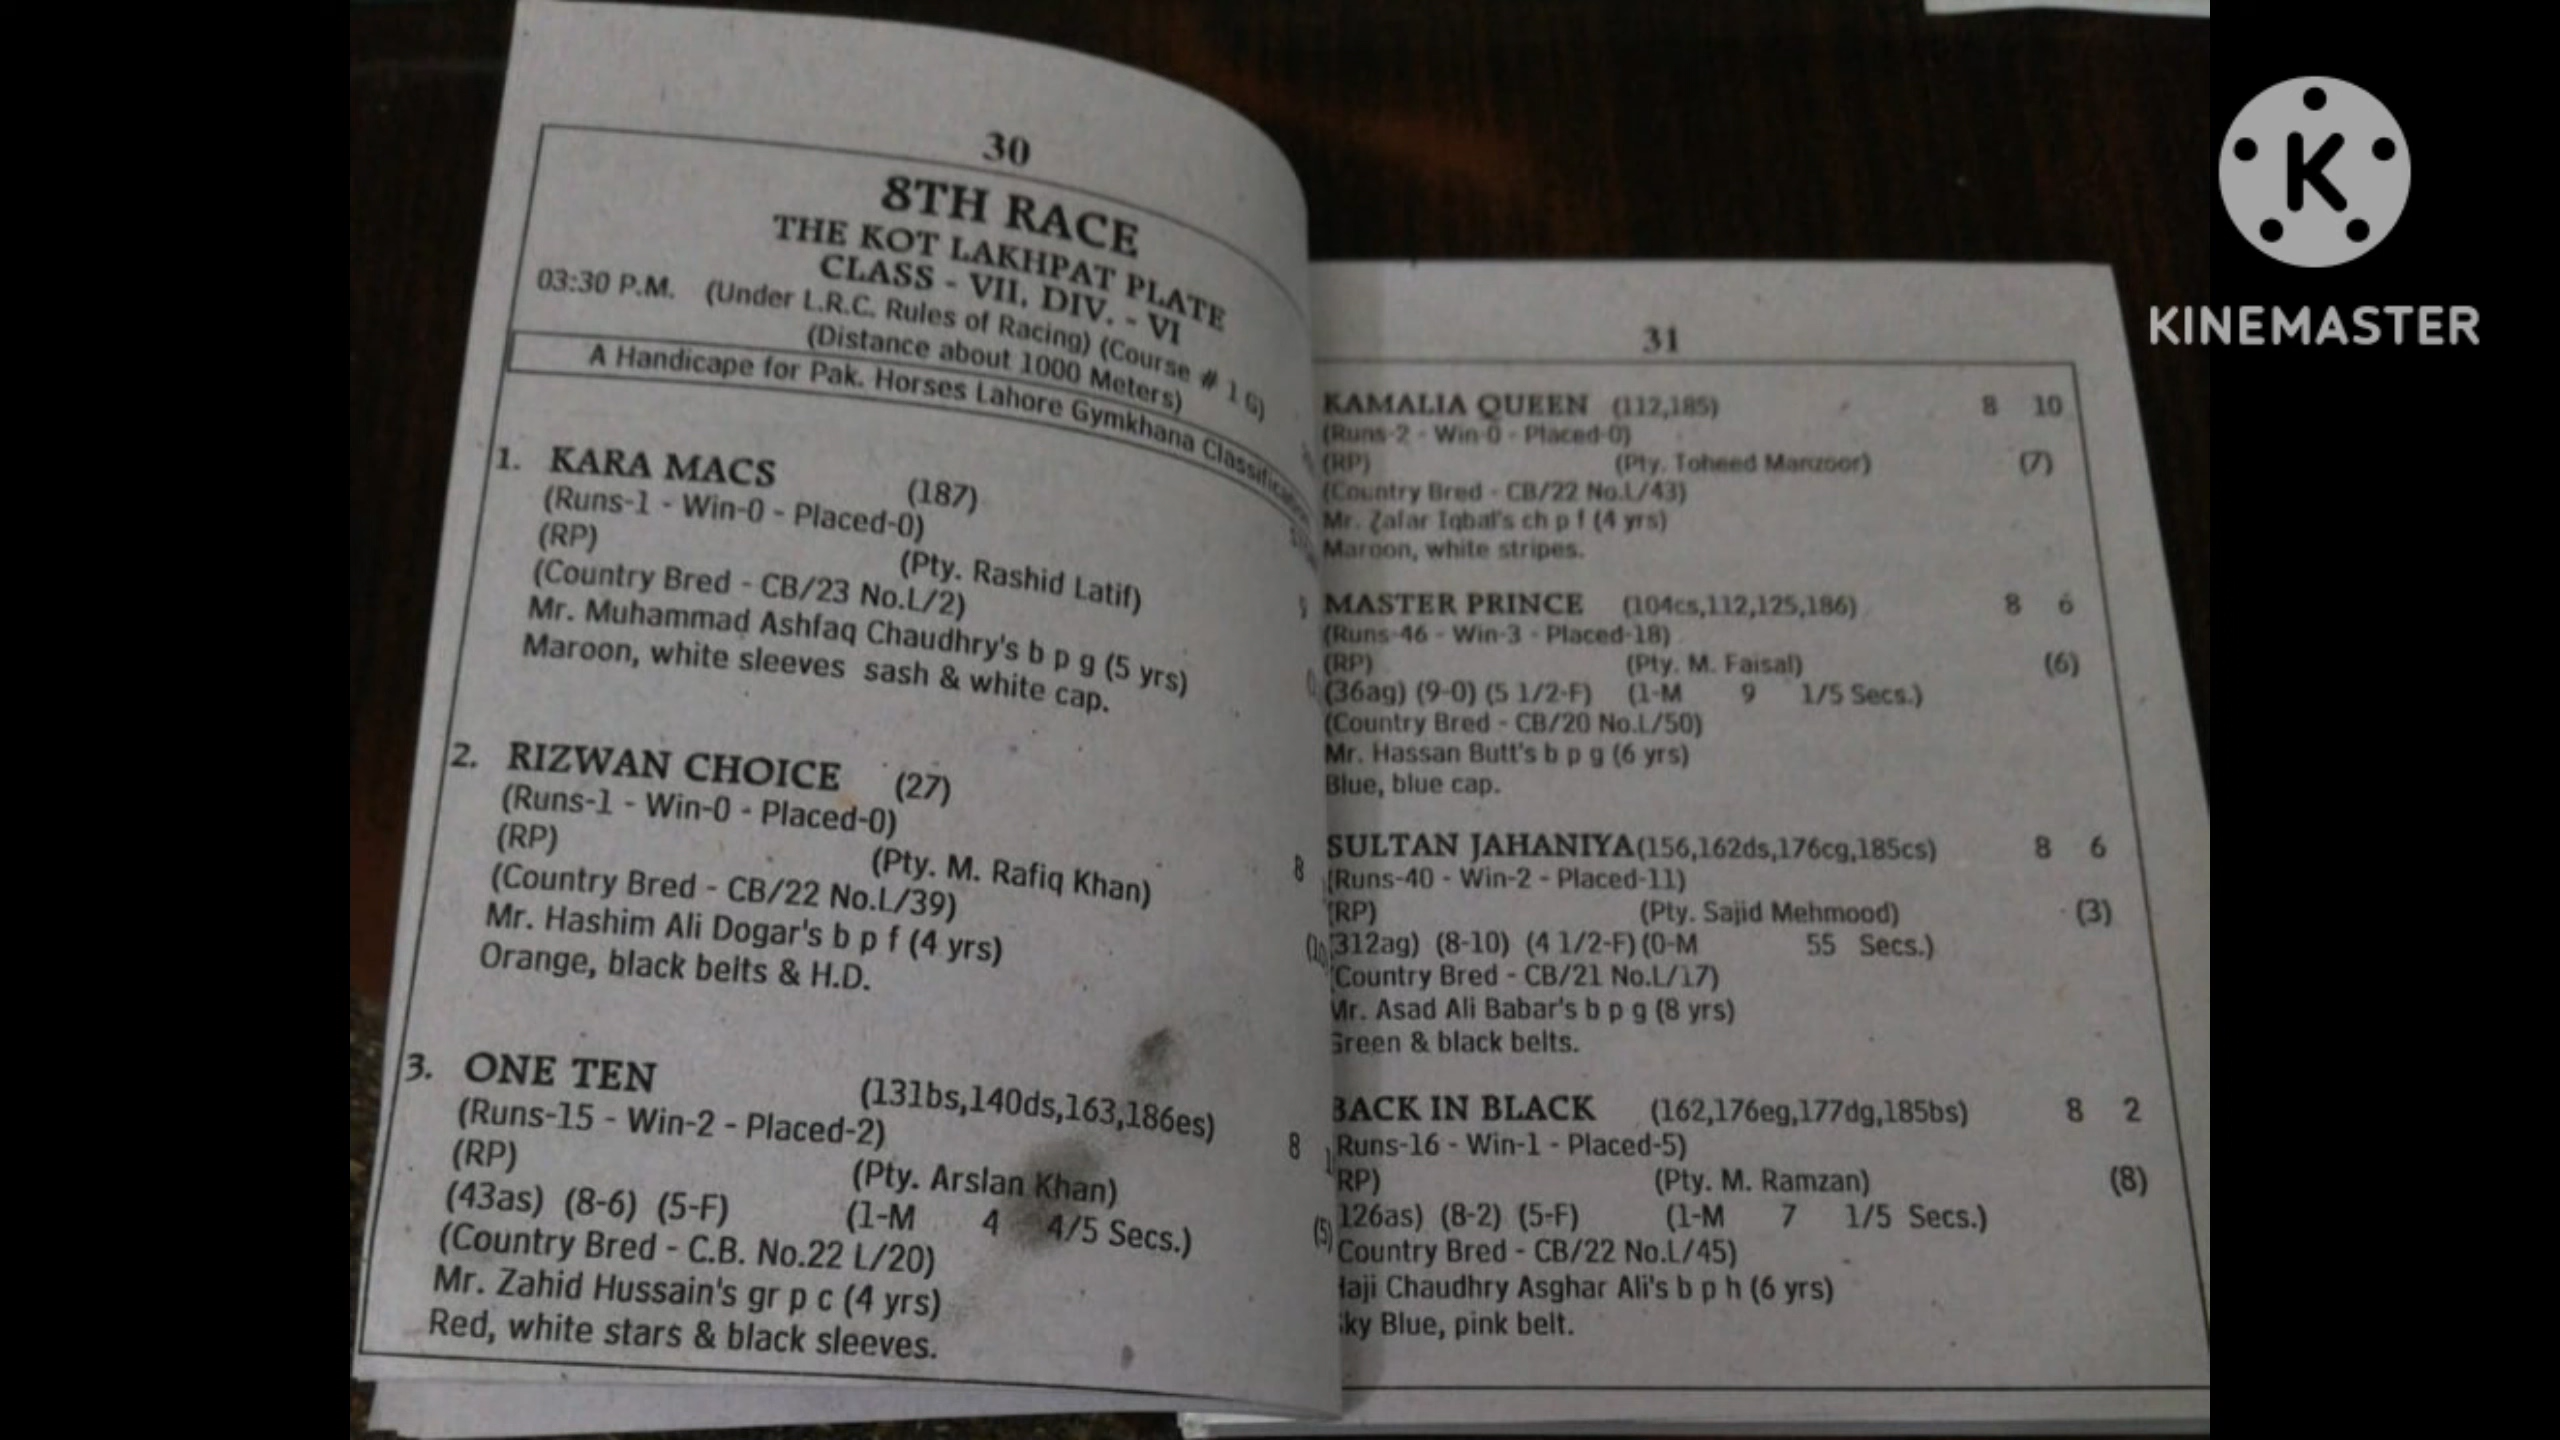 30
8TH RACE
THE KOT LAKHPAT PLATE
CLASS - VII. DIV. - VI
03:30 P.M. (Under L.R.C. Rules of Racing) (Course # 1 G)
(Distance about 1000 Meters)
A Handicape for Pak. Horses Lahore Gymkhana
1. KARA MACS (187)
(Runs-1 - Win-0 - Placed-0)
(RP) (Pty. Rashid Latif)
(Country Bred - CB/23 No.L/2)
Mr. Muhammad Ashfaq Chaudhry's b p g (5 yrs)
Maroon, white sleeves sash & white cap.
2. RIZWAN CHOICE (27)
(Runs-1 - Win-0 - Placed-0)
(RP) (Pty. M. Rafiq Khan) 8
(Country Bred - CB/22 No.L/39)
Mr. Hashim Ali Dogar's b p f (4 yrs)
Orange, black belts & H.D.
3. ONE TEN (131bs,140ds,163,186es) 8
(Runs-15 - Win-2 - Placed-2)
(RP) (Pty. Arslan Khan)
(43as) (8-6) (5-F) (1-M 4 4/5 Secs.) (5)
(Country Bred - C.B. No.22 L/20)
Mr. Zahid Hussain's gr p c (4 yrs)
Red, white stars & black sleeves.
31
KAMALIA QUEEN (112,185) 8 10
(Runs-2 - Win-0 - Placed-0)
(RP) (Pty. Toheed Manzoor) (7)
(Country Bred - CB/22 No.L/43)
Mr. Zafar Iqbal's ch p f (4 yrs)
Maroon, white stripes.
MASTER PRINCE (104cs,112,125,186) 8 6
(Runs-46 - Win-3 - Placed-18)
(RP) (Pty. M. Faisal) (6)
(36ag) (9-0) (5 1/2-F) (1-M 9 1/5 Secs.)
(Country Bred - CB/20 No.L/50)
Mr. Hassan Butt's b p g (6 yrs)
Blue, blue cap.
SULTAN JAHANIYA (156,162ds,176cg,185cs) 8 6
(Runs-40 - Win-2 - Placed-11)
(RP) (Pty. Sajid Mehmood) (3)
(312ag) (8-10) (4 1/2-F) (0-M 55 Secs.)
(Country Bred - CB/21 No.L/17)
Mr. Asad Ali Babar's b p g (8 yrs)
Green & black belts.
BACK IN BLACK (162,176eg,177dg,185bs) 8 2
Runs-16 - Win-1 - Placed-5)
RP) (Pty. M. Ramzan) (8)
126as) (8-2) (5-F) (1-M 7 1/5 Secs.)
Country Bred - CB/22 No.L/45)
Haji Chaudhry Asghar Ali's b p h (6 yrs)
Sky Blue, pink belt.
K
KINEMASTER